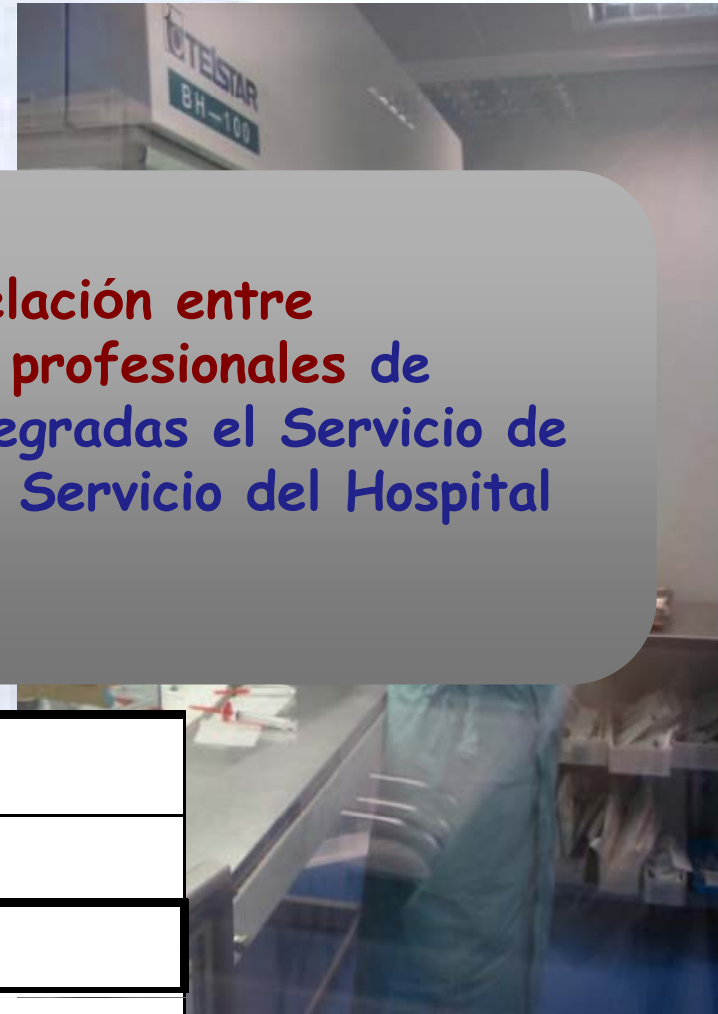 TELSTAR
BH-100
elación entre
profesionales de
egradas el Servicio de
Servicio del Hospital